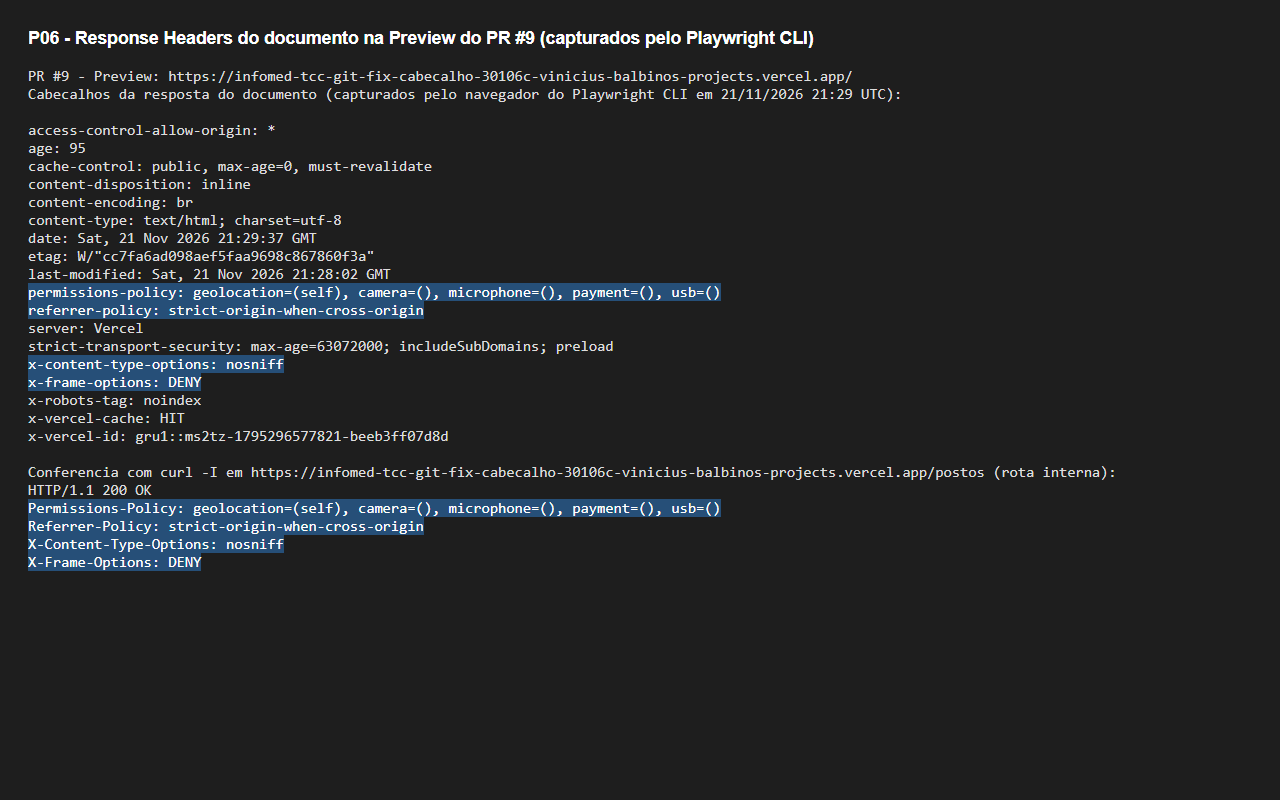 P06 - Response Headers do documento na Preview do PR #9 (capturados pelo Playwright CLI)
PR #9 - Preview: https://infomed-tcc-git-fix-cabecalho-30106c-vinicius-balbinos-projects.vercel.app/
Cabecalhos da resposta do documento (capturados pelo navegador do Playwright CLI em 21/11/2026 21:29 UTC):
access-control-allow-origin: *
age: 95
cache-control: public, max-age=0, must-revalidate
content-disposition: inline
content-encoding: br
content-type: text/html; charset=utf-8
date: Sat, 21 Nov 2026 21:29:37 GMT
etag: W/"cc7fa6ad098aef5faa9698c867860f3a"
last-modified: Sat, 21 Nov 2026 21:28:02 GMT
permissions-policy: geolocation=(self), camera=(), microphone=(), payment=(), usb=()
referrer-policy: strict-origin-when-cross-origin
server: Vercel
strict-transport-security: max-age=63072000; includeSubDomains; preload
x-content-type-options: nosniff
x-frame-options: DENY
x-robots-tag: noindex
x-vercel-cache: HIT
x-vercel-id: gru1::ms2tz-1795296577821-beeb3ff07d8d
Conferencia com curl -I em https://infomed-tcc-git-fix-cabecalho-30106c-vinicius-balbinos-projects.vercel.app/postos (rota interna):
HTTP/1.1 200 OK
Permissions-Policy: geolocation=(self), camera=(), microphone=(), payment=(), usb=()
Referrer-Policy: strict-origin-when-cross-origin
X-Content-Type-Options: nosniff
X-Frame-Options: DENY